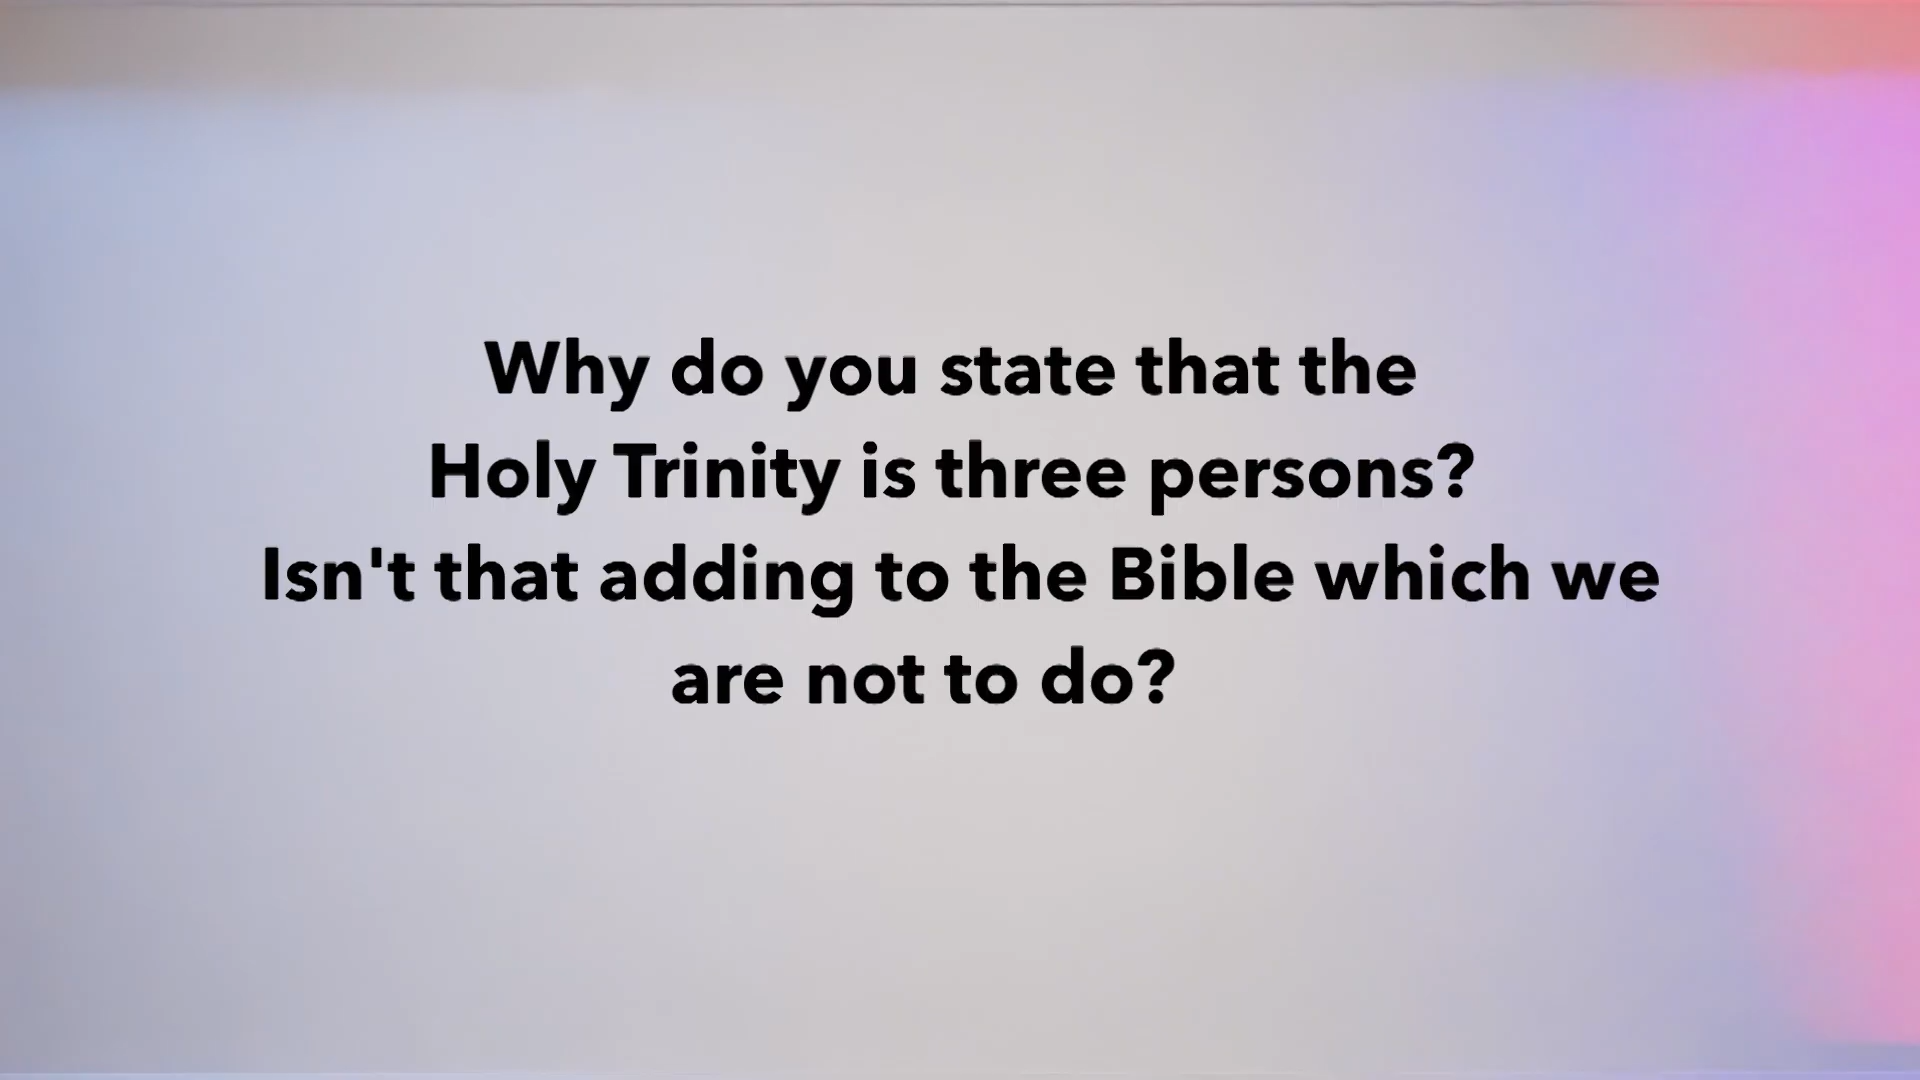 Why do you state that the
Holy Trinity is three persons?
Isn't that adding to the Bible which we
are not to do?